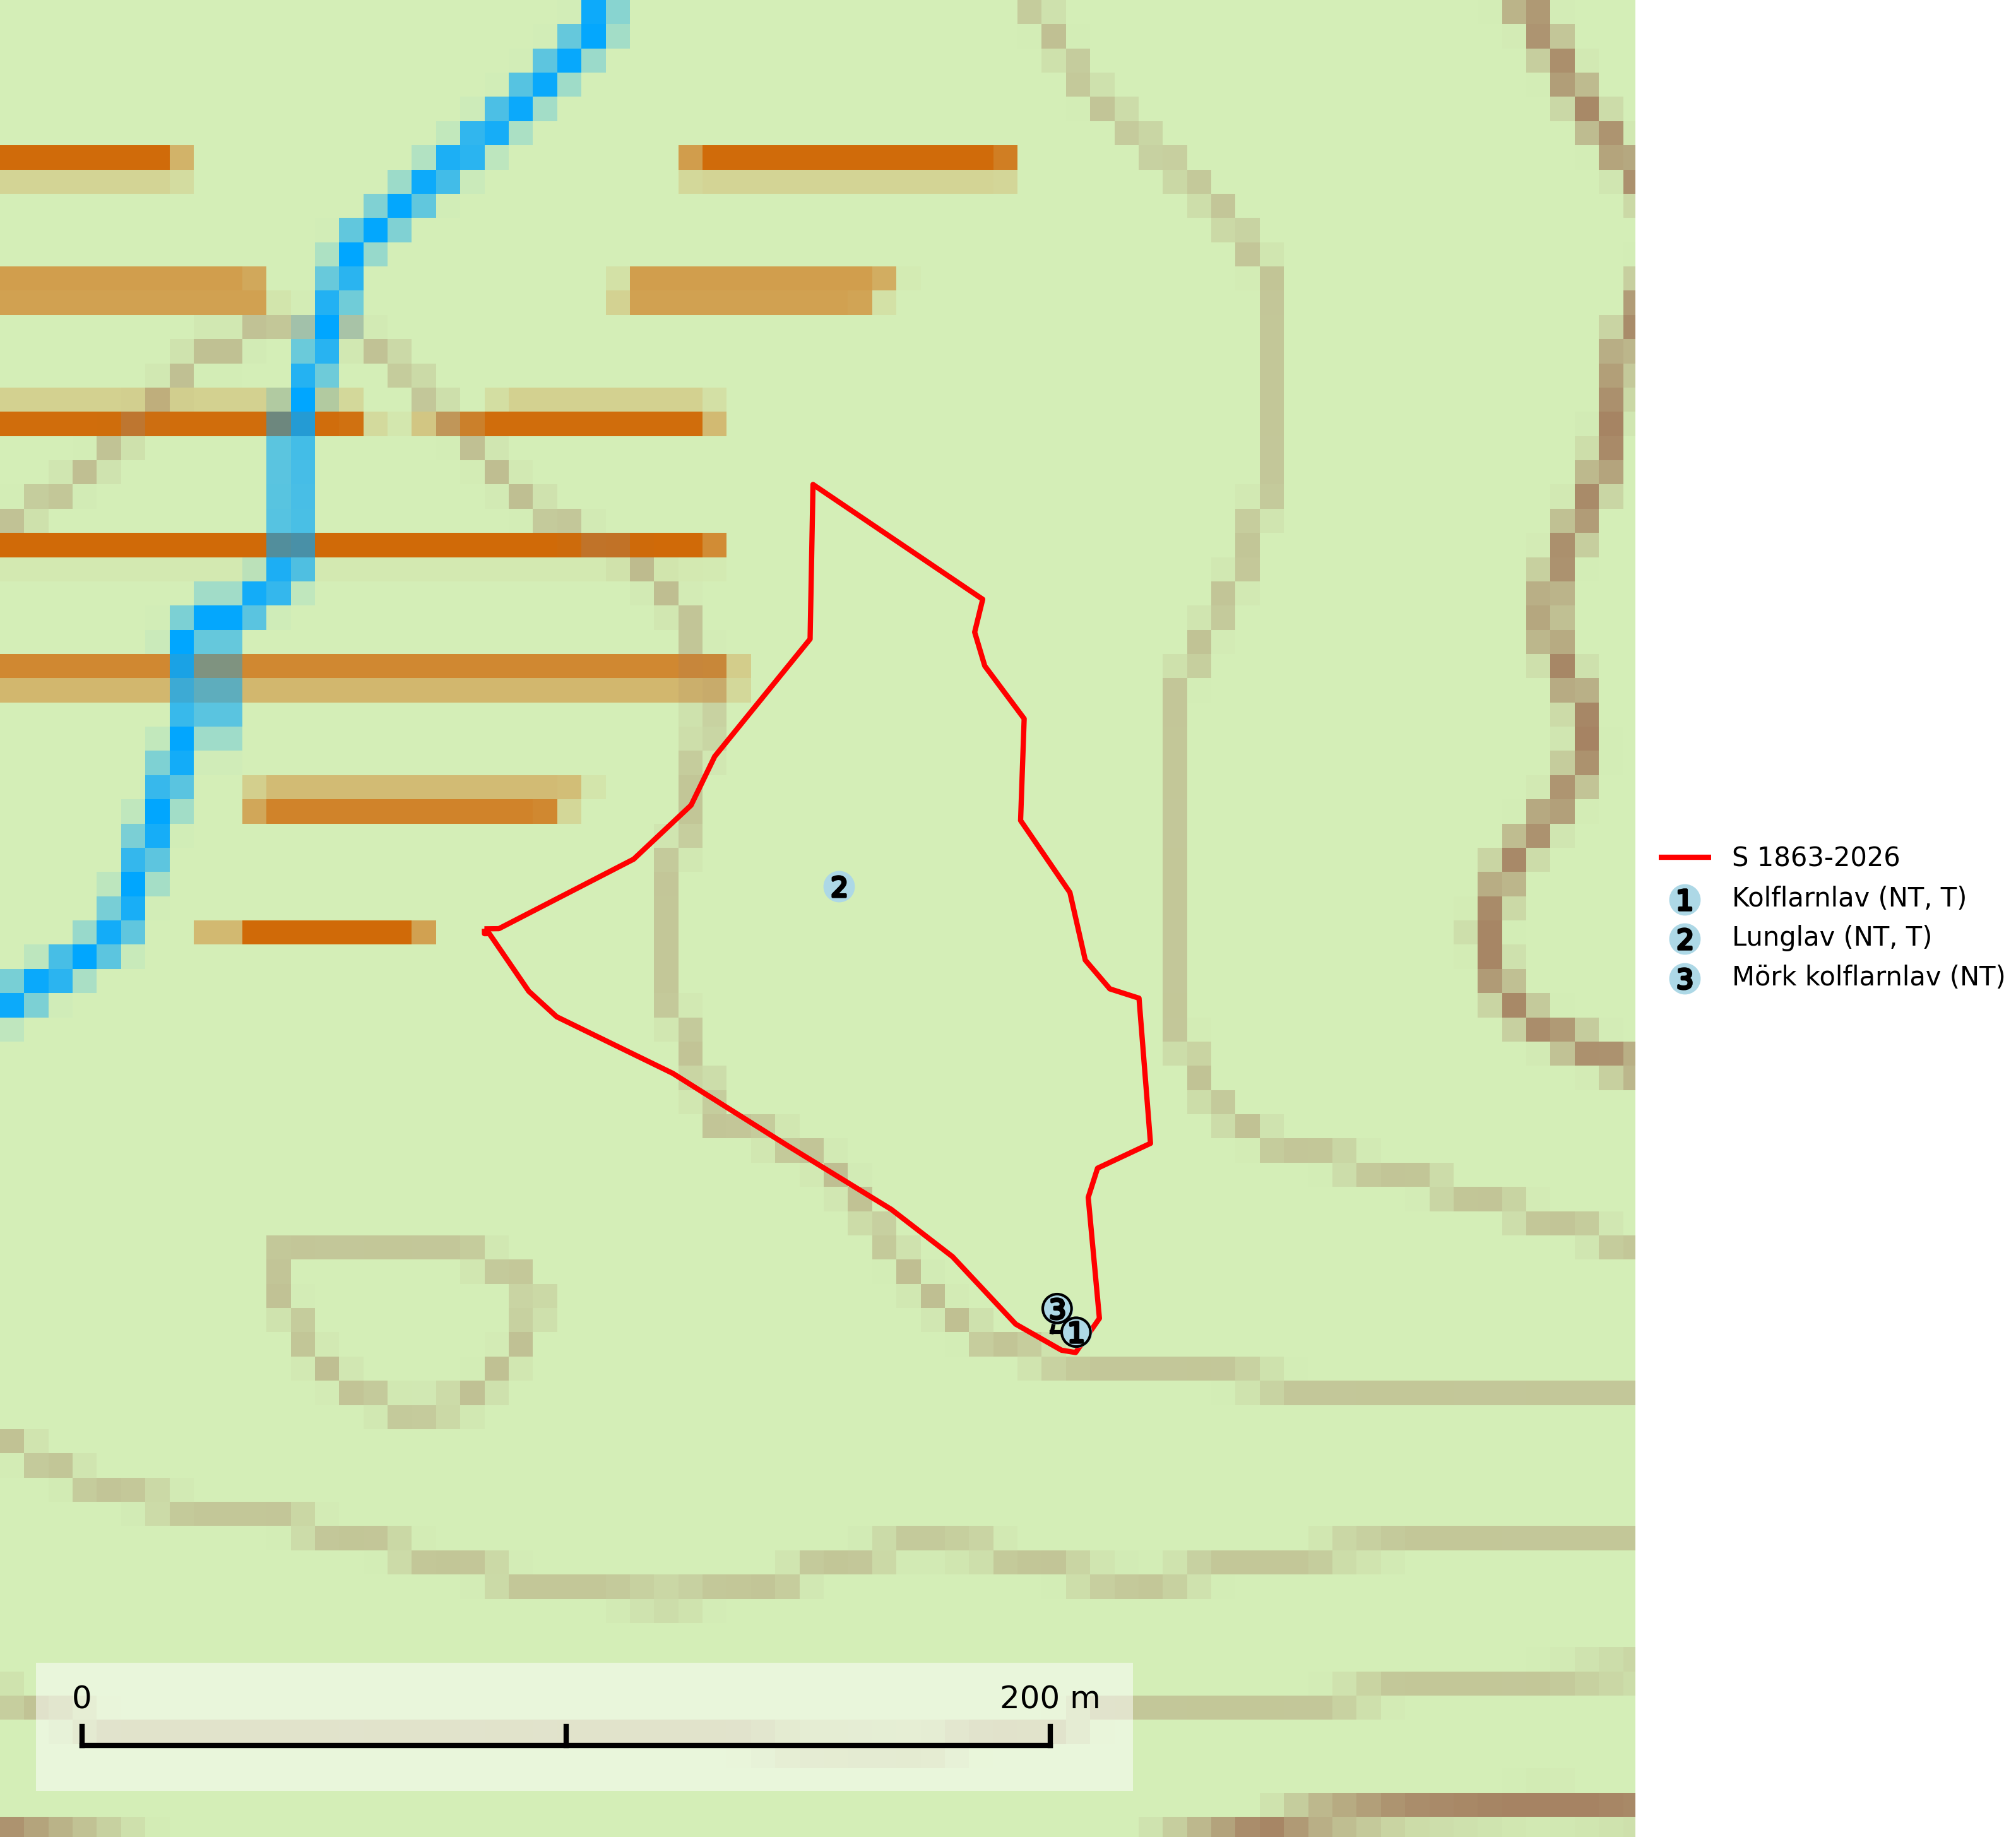 2
3
1
0
200 m
S 1863-2026
1 Kolflarnlav (NT, T)
2 Lunglav (NT, T)
3 Mörk kolflarnlav (NT)